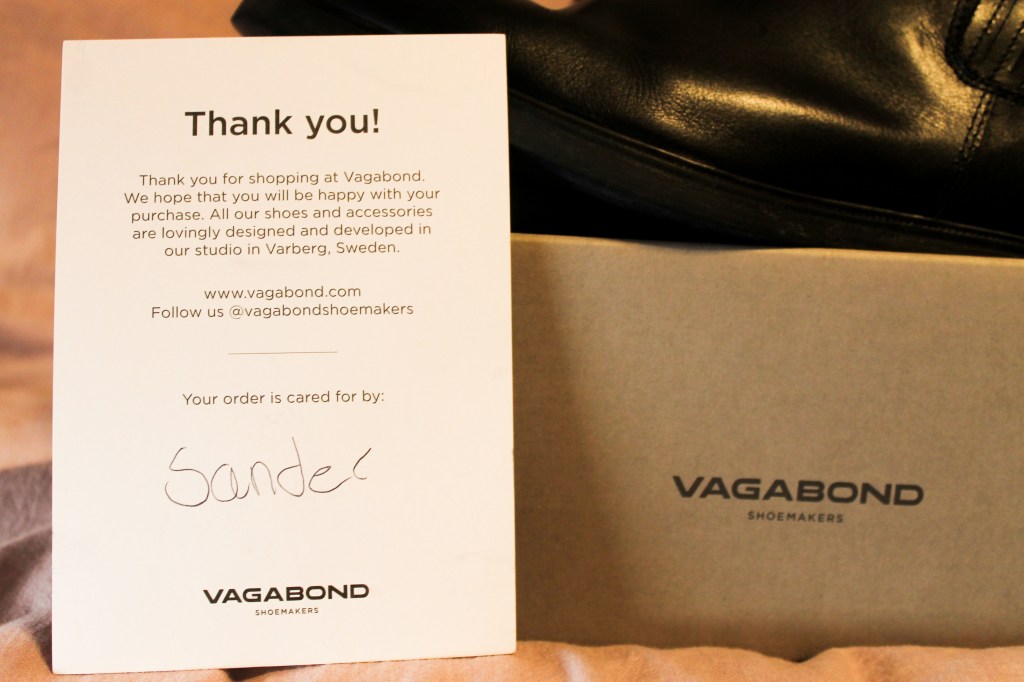 Thank you!
Thank you for shopping at Vagabond.
We hope that you will be happy with your
purchase. All our shoes and accessories
are lovingly designed and developed in
our studio in Varberg, Sweden.
www.vagabond.com
Follow us @vagabondshoemakers
Your order is cared for by:
Sander
VAGABOND
SHOEMAKERS
VAGABOND
SHOEMAKERS